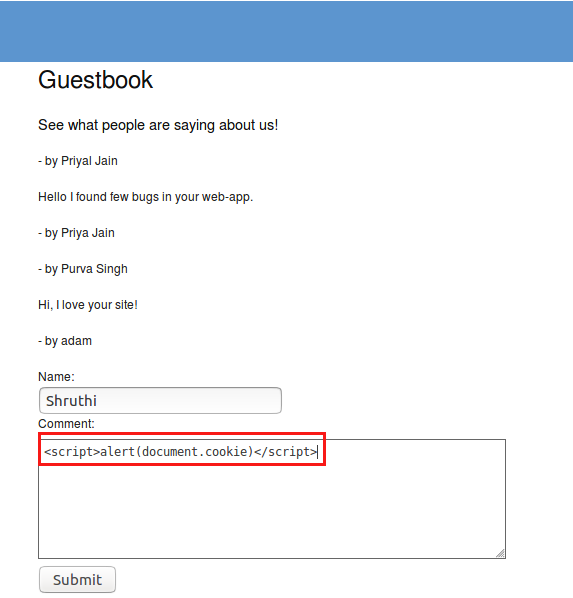 Guestbook
See what people are saying about us!
- by Priyal Jain
Hello I found few bugs in your web-app.
- by Priya Jain
- by Purva Singh
Hi, I love your site!
- by adam
Name:
Shruthi
Comment:
<script>alert(document.cookie)</script>
Submit